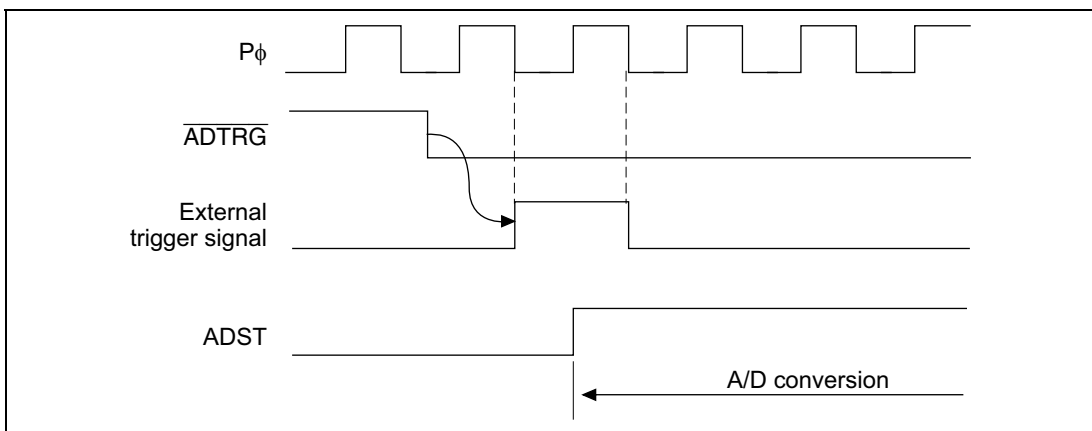 Pϕ
ADTRG
External
trigger signal
ADST
A/D conversion